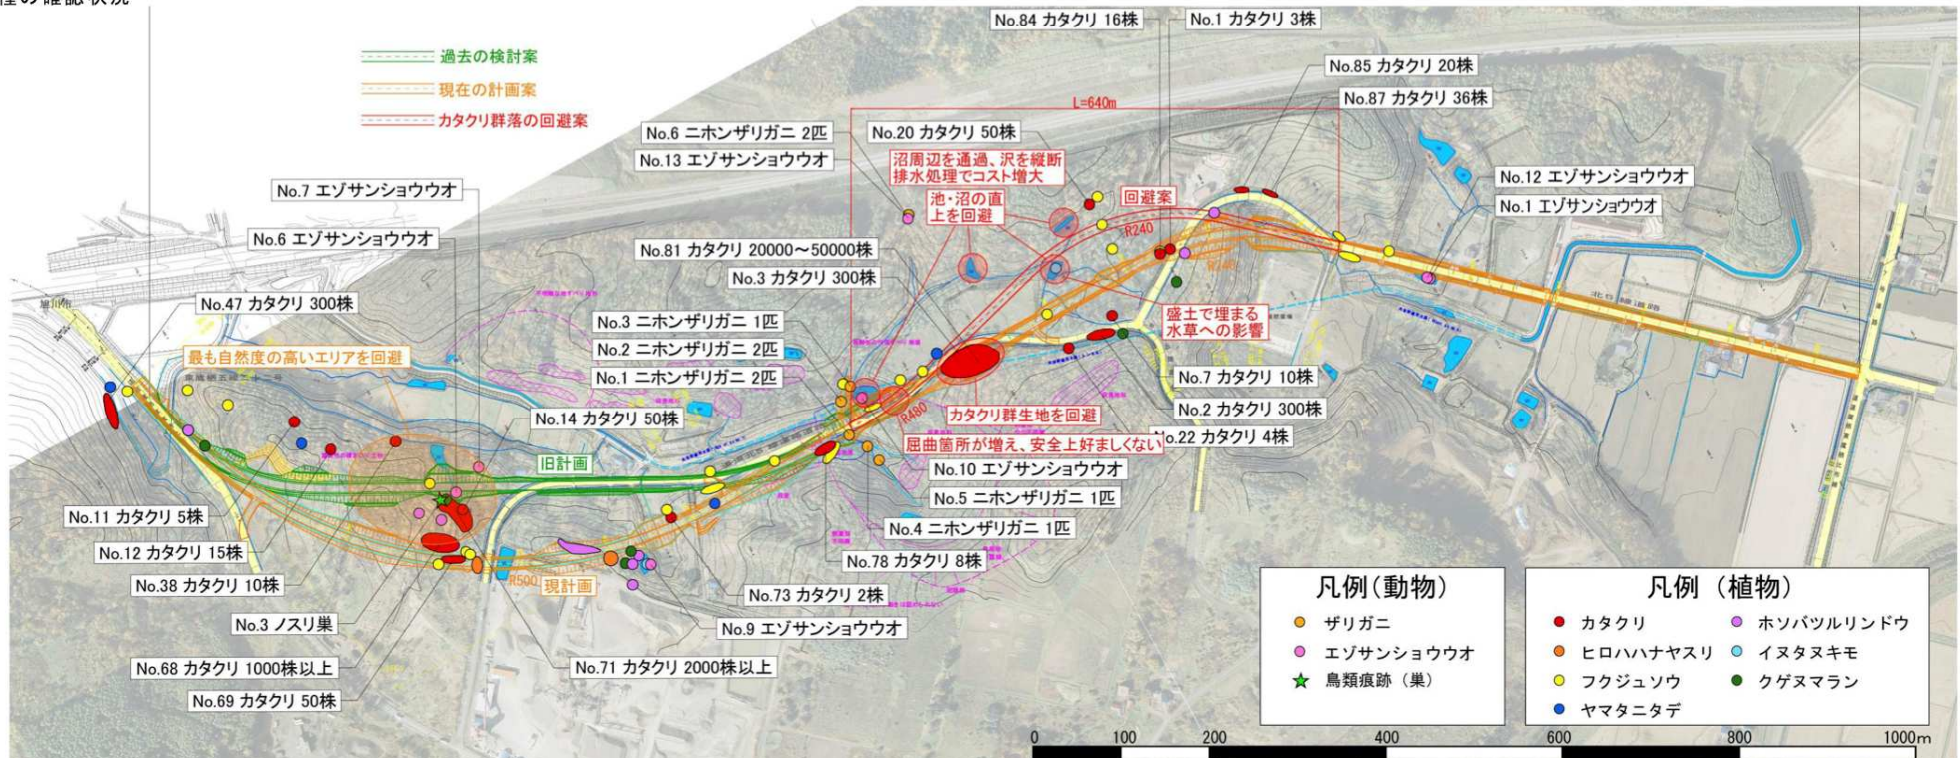 種の確認状況
過去の検討案
現在の計画案
カタクリ群落の回避案
No.84 カタクリ 16株
No.1 カタクリ 3株
No.85 カタクリ 20株
No.87 カタクリ 36株
L=640m
No.6 ニホンザリガニ 2匹
No.20 カタクリ 50株
No.13 エゾサンショウウオ
沼周辺を通過、沢を縦断
排水処理でコスト増大
池・沼の直
上を回避
回避案
R240
No.12 エゾサンショウウオ
No.1 エゾサンショウウオ
No.7 エゾサンショウウオ
No.6 エゾサンショウウオ
No.81 カタクリ 20000～50000株
No.3 カタクリ 300株
No.47 カタクリ 300株
No.3 ニホンザリガニ 1匹
No.2 ニホンザリガニ 2匹
No.1 ニホンザリガニ 2匹
盛土で埋まる
水草への影響
最も自然度の高いエリアを回避
No.14 カタクリ 50株
R480
カタクリ群生地を回避
屈曲箇所が増え、安全上好ましくない
No.7 カタクリ 10株
No.2 カタクリ 300株
No.22 カタクリ 4株
旧計画
No.10 エゾサンショウウオ
No.5 ニホンザリガニ 1匹
No.4 ニホンザリガニ 1匹
No.78 カタクリ 8株
No.11 カタクリ 5株
No.12 カタクリ 15株
No.38 カタクリ 10株
No.3 ノスリ巣
No.68 カタクリ 1000株以上
No.69 カタクリ 50株
R500
現計画
No.73 カタクリ 2株
No.9 エゾサンショウウオ
No.71 カタクリ 2000株以上
凡例（動物）
ザリガニ
エゾサンショウウオ
鳥類痕跡（巣）
凡例（植物）
カタクリ
ヒロハハナヤスリ
フクジュソウ
ヤマタニタデ
ホソバツルリンドウ
イヌタヌキモ
クゲヌマラン
0 100 200 400 600 800 1000m